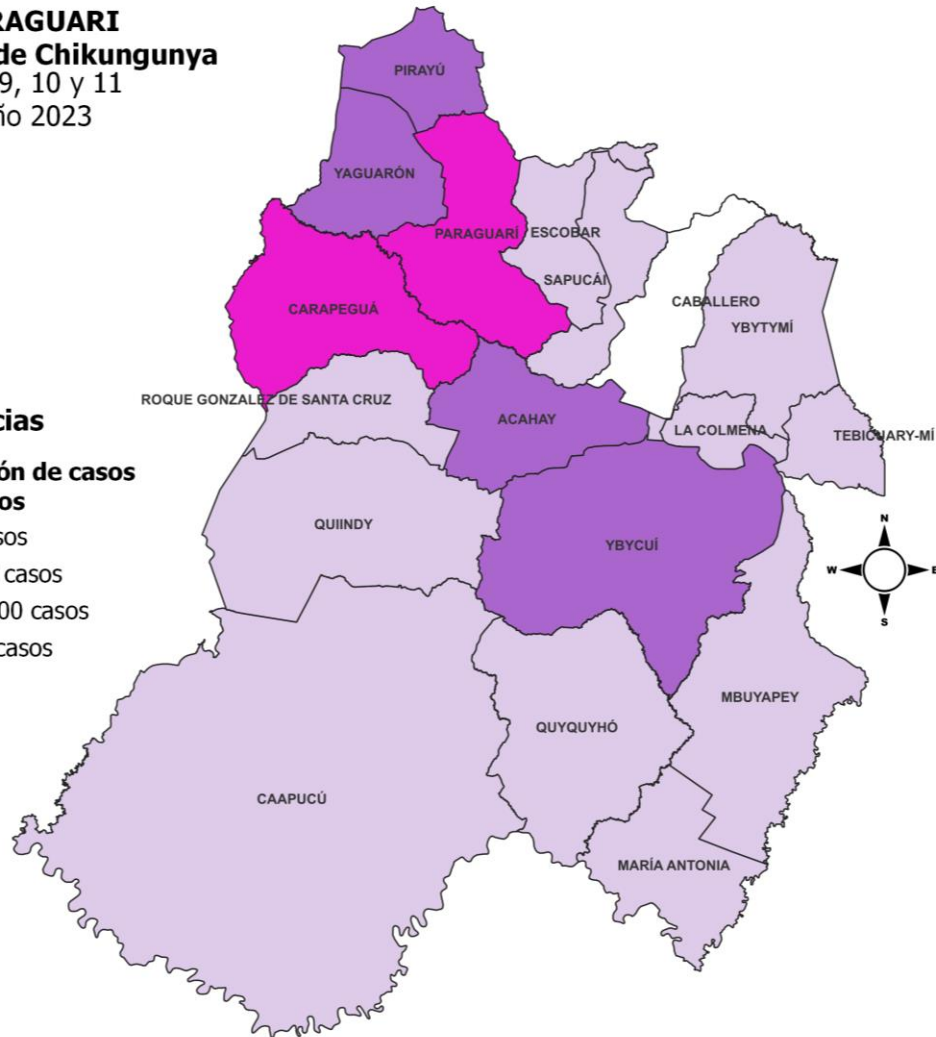 RAGUARI
de Chikungunya
9, 10 y 11
ño 2023
PIRAYÚ
YAGUARÓN
PARAGUARÍ
ESCOBAR
SAPUCÁI
CARAPEGUÁ
CABALLERO
YBYTYMÍ
ROQUE GONZALEZ DE SANTA CRUZ
ACAHAY
LA COLMENA
TEBICUARY-MÍ
cias
ón de casos
os
sos
casos
00 casos
casos
QUIINDY
YBYCUÍ
N
W
E
S
MBUYAPEY
QUYQUYHÓ
CAAPUCÚ
MARÍA ANTONIA